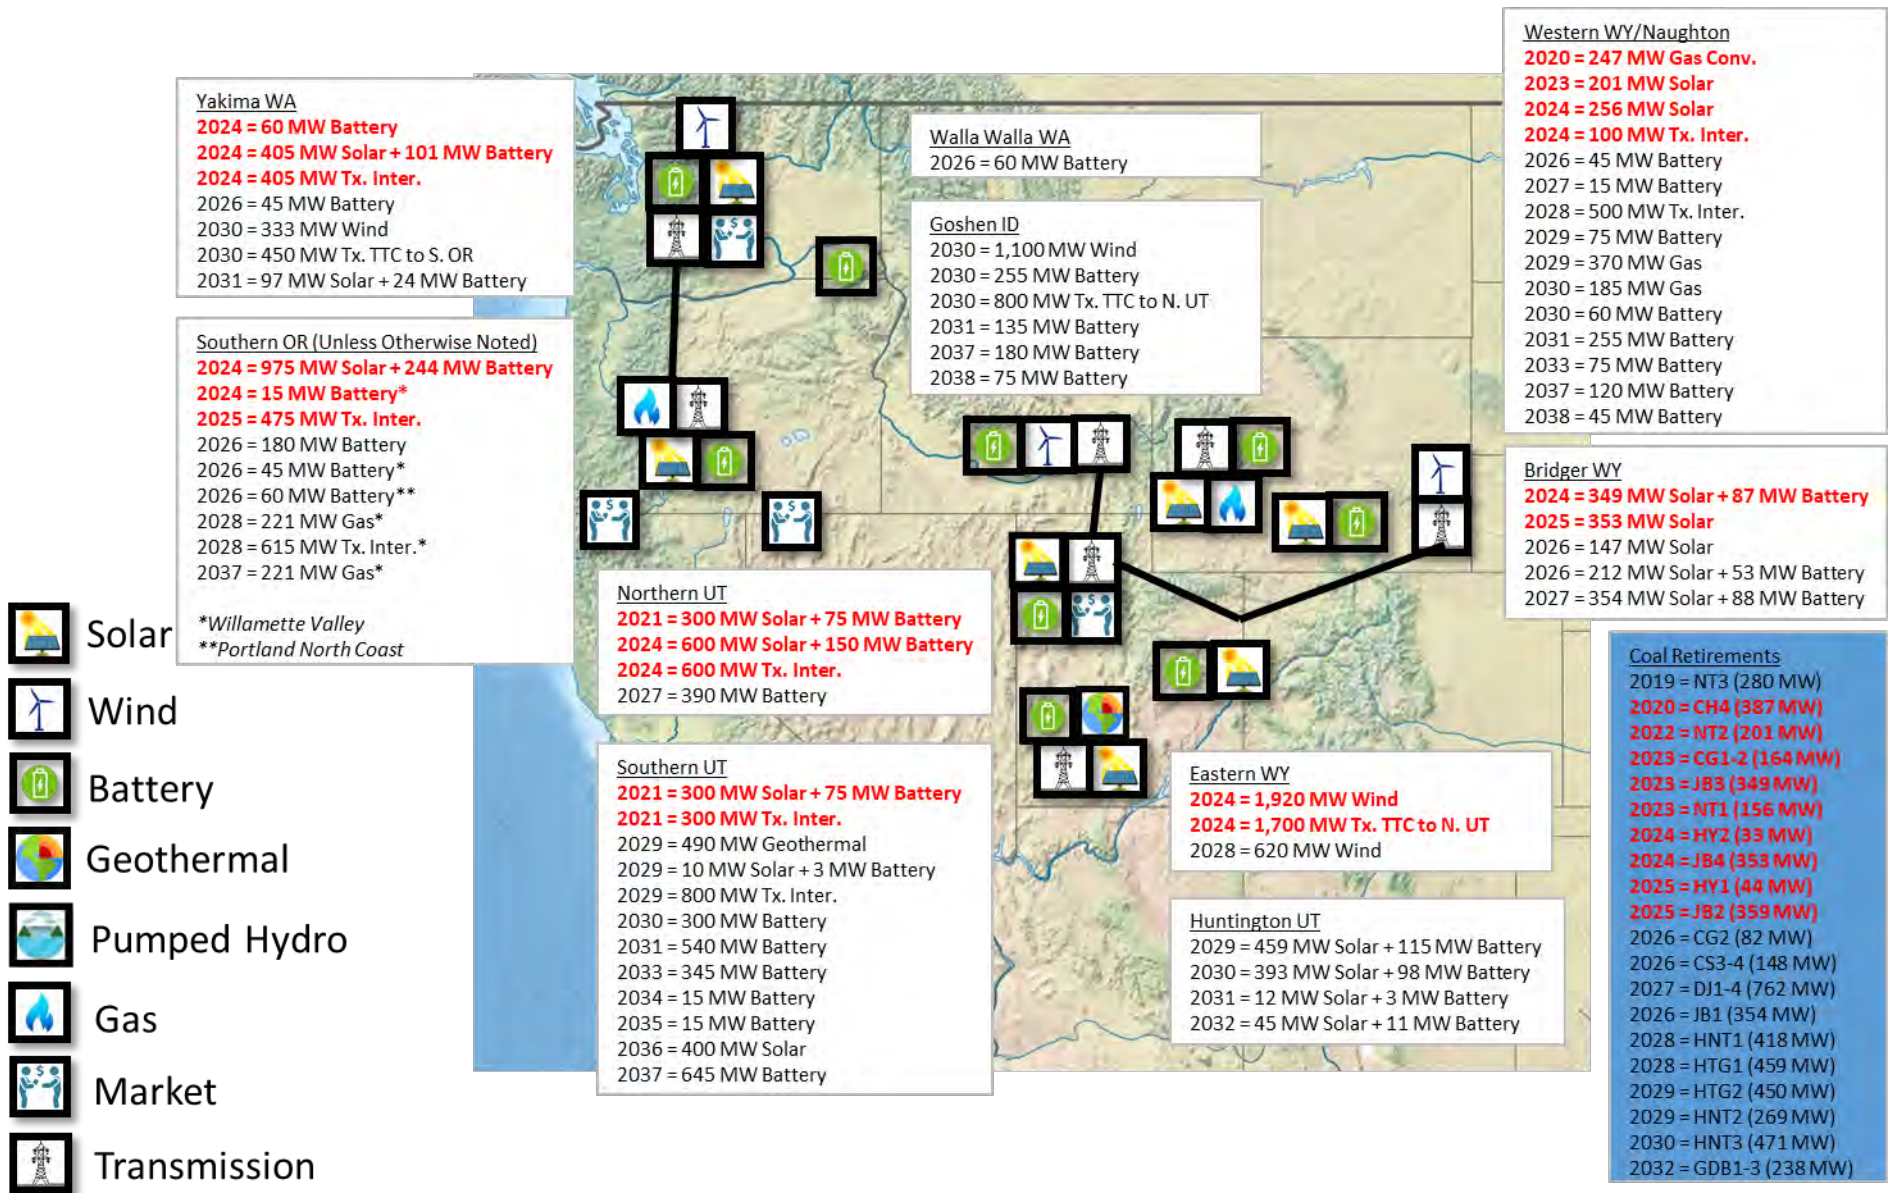 Yakima WA
2024 = 60 MW Battery
2024 = 405 MW Solar + 101 MW Battery
2024 = 405 MW Tx. Inter.
2026 = 45 MW Battery
2030 = 333 MW Wind
2030 = 450 MW Tx. TTC to S. OR
2031 = 97 MW Solar + 24 MW Battery
Southern OR (Unless Otherwise Noted)
2024 = 975 MW Solar + 244 MW Battery
2024 = 15 MW Battery*
2025 = 475 MW Tx. Inter.
2026 = 180 MW Battery
2026 = 45 MW Battery*
2026 = 60 MW Battery**
2028 = 221 MW Gas*
2028 = 615 MW Tx. Inter.*
2037 = 221 MW Gas*
*Willamette Valley
**Portland North Coast
Solar
Wind
Battery
Geothermal
Pumped Hydro
Gas
Market
Transmission
Walla Walla WA
2026 = 60 MW Battery
Goshen ID
2030 = 1,100 MW Wind
2030 = 255 MW Battery
2030 = 800 MW Tx. TTC to N. UT
2031 = 135 MW Battery
2037 = 180 MW Battery
2038 = 75 MW Battery
Northern UT
2021 = 300 MW Solar + 75 MW Battery
2024 = 600 MW Solar + 150 MW Battery
2024 = 600 MW Tx. Inter.
2027 = 390 MW Battery
Southern UT
2021 = 300 MW Solar + 75 MW Battery
2021 = 300 MW Tx. Inter.
2029 = 490 MW Geothermal
2029 = 10 MW Solar + 3 MW Battery
2029 = 800 MW Tx. Inter.
2030 = 300 MW Battery
2031 = 540 MW Battery
2033 = 345 MW Battery
2034 = 15 MW Battery
2035 = 15 MW Battery
2036 = 400 MW Solar
2037 = 645 MW Battery
Eastern WY
2024 = 1,920 MW Wind
2024 = 1,700 MW Tx. TTC to N. UT
2028 = 620 MW Wind
Huntington UT
2029 = 459 MW Solar + 115 MW Battery
2030 = 393 MW Solar + 98 MW Battery
2031 = 12 MW Solar + 3 MW Battery
2032 = 45 MW Solar + 11 MW Battery
Western WY/Naughton
2020 = 247 MW Gas Conv.
2023 = 201 MW Solar
2024 = 256 MW Solar
2024 = 100 MW Tx. Inter.
2026 = 45 MW Battery
2027 = 15 MW Battery
2028 = 500 MW Tx. Inter.
2029 = 75 MW Battery
2029 = 370 MW Gas
2030 = 185 MW Gas
2030 = 60 MW Battery
2031 = 255 MW Battery
2033 = 75 MW Battery
2037 = 120 MW Battery
2038 = 45 MW Battery
Bridger WY
2024 = 349 MW Solar + 87 MW Battery
2025 = 353 MW Solar
2026 = 147 MW Solar
2026 = 212 MW Solar + 53 MW Battery
2027 = 354 MW Solar + 88 MW Battery
Coal Retirements
2019 = NT3 (280 MW)
2020 = CH4 (387 MW)
2022 = NT2 (201 MW)
2023 = CG1-2 (164 MW)
2023 = JB3 (349 MW)
2023 = NT1 (156 MW)
2024 = HY2 (33 MW)
2024 = JB4 (353 MW)
2025 = HY1 (44 MW)
2025 = JB2 (359 MW)
2026 = CG2 (82 MW)
2026 = CS3-4 (148 MW)
2027 = DJ1-4 (762 MW)
2026 = JB1 (354 MW)
2028 = HNT1 (418 MW)
2028 = HTG1 (459 MW)
2029 = HTG2 (450 MW)
2029 = HNT2 (269 MW)
2030 = HNT3 (471 MW)
2032 = GDB1-3 (238 MW)